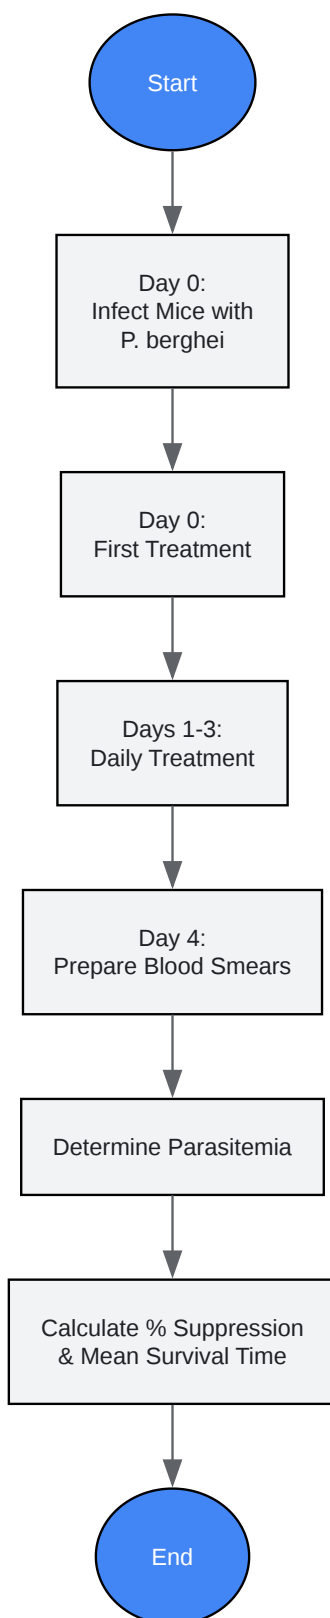 Start
Day 0:
Infect Mice with
P. berghei
Day 0:
First Treatment
Days 1-3:
Daily Treatment
Day 4:
Prepare Blood Smears
Determine Parasitemia
Calculate % Suppression
& Mean Survival Time
End